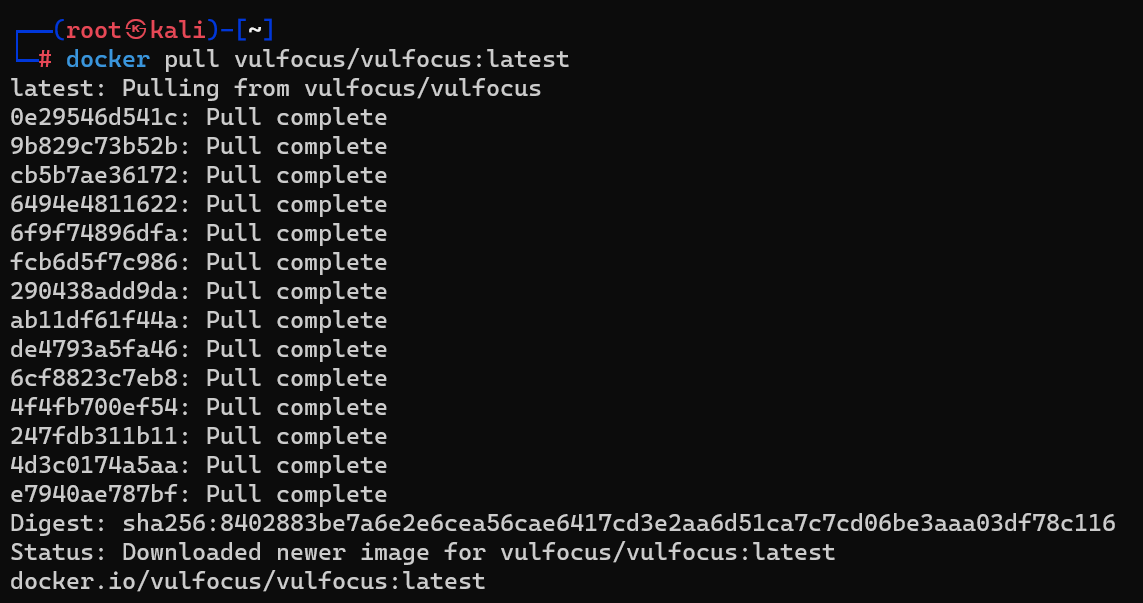 ┌──(root㉿kali)-[~]
└─# docker pull vulfocus/vulfocus:latest
latest: Pulling from vulfocus/vulfocus
0e29546d541c: Pull complete
9b829c73b52b: Pull complete
cb5b7ae36172: Pull complete
6494e4811622: Pull complete
6f9f74896dfa: Pull complete
fcb6d5f7c986: Pull complete
290438add9da: Pull complete
ab11df61f44a: Pull complete
de4793a5fa46: Pull complete
6cf8823c7eb8: Pull complete
4f4fb700ef54: Pull complete
247fdb311b11: Pull complete
4d3c0174a5aa: Pull complete
e7940ae787bf: Pull complete
Digest: sha256:8402883be7a6e2e6cea56cae6417cd3e2aa6d51ca7c7cd06be3aaa03df78c116
Status: Downloaded newer image for vulfocus/vulfocus:latest
docker.io/vulfocus/vulfocus:latest